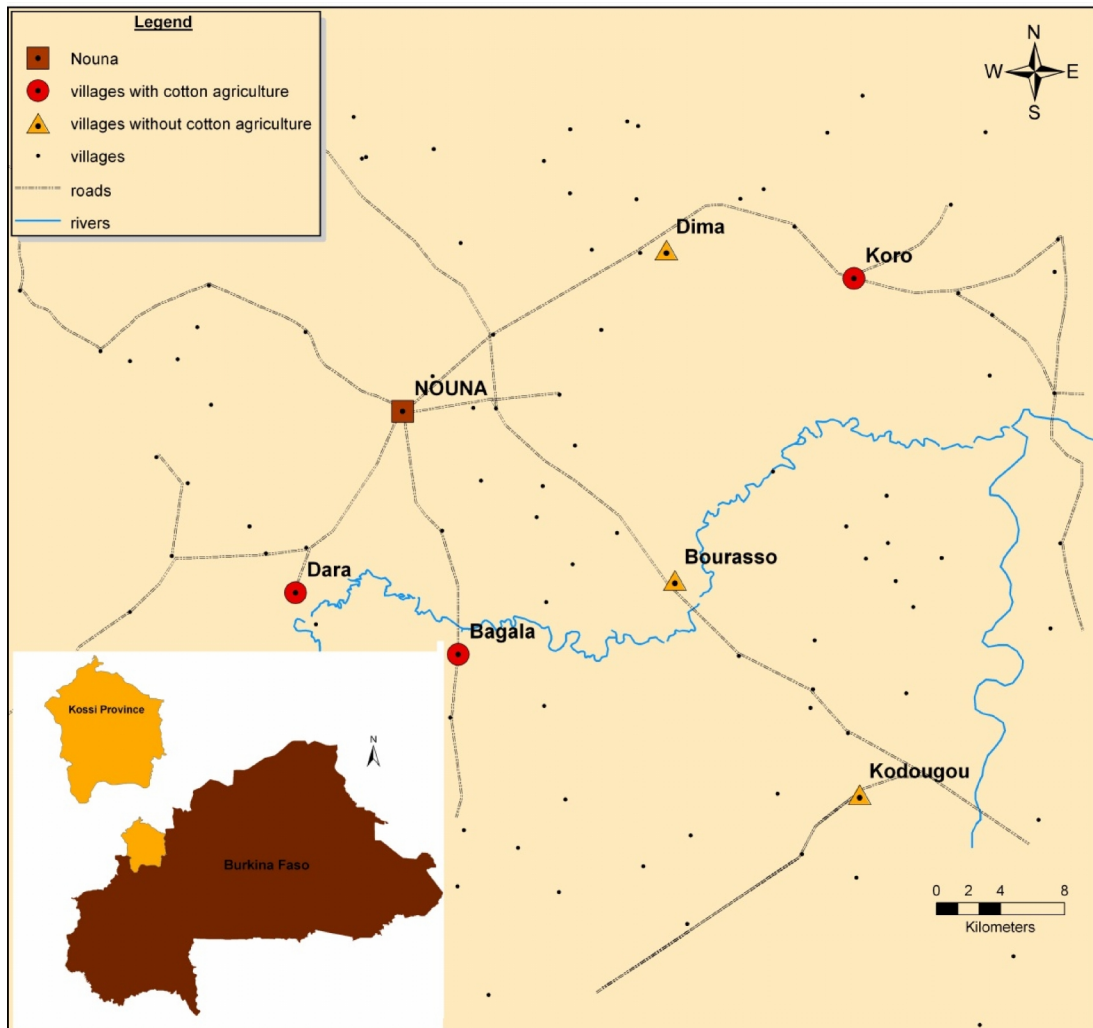 Legend
Nouna
villages with cotton agriculture
villages without cotton agriculture
villages
roads
rivers
N
W E
S
Dima
Koro
NOUNA
Bourasso
Dara
Bagala
Kossi Province
N
Kodougou
Burkina Faso
0 2 4 8
Kilometers